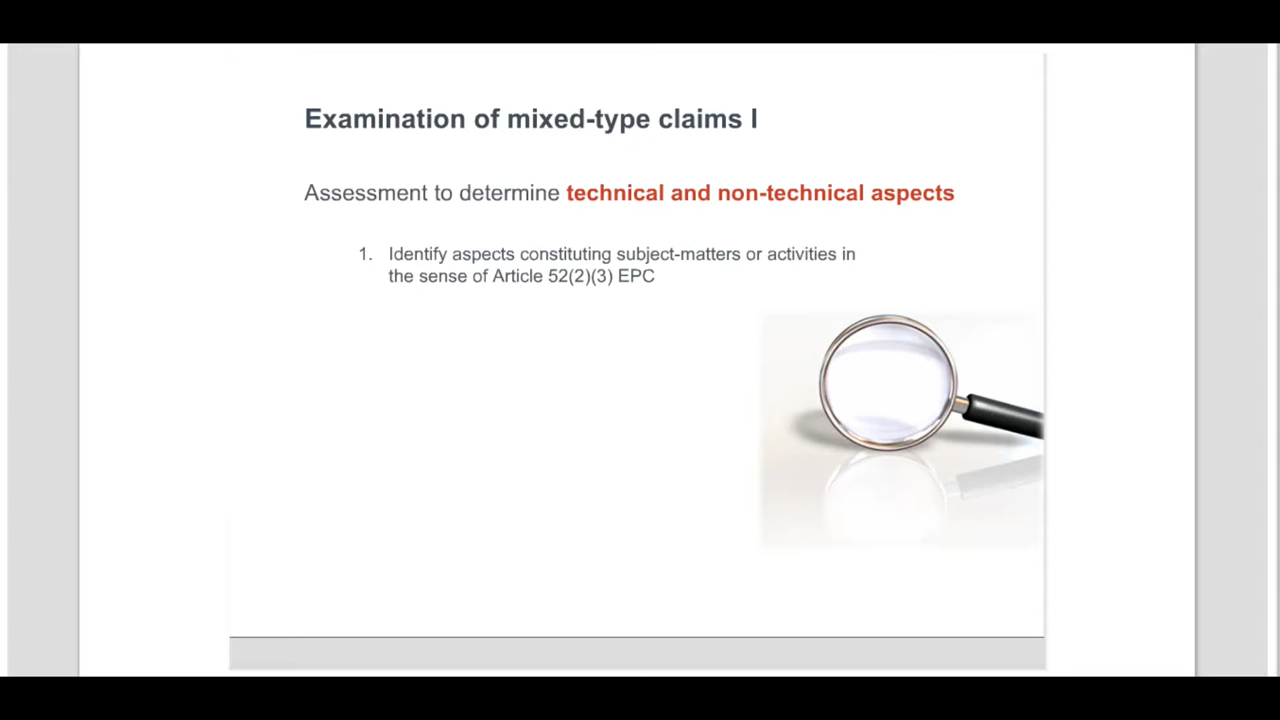 Examination of mixed-type claims I
Assessment to determine technical and non-technical aspects
1. Identify aspects constituting subject-matters or activities in
the sense of Article 52(2)(3) EPC